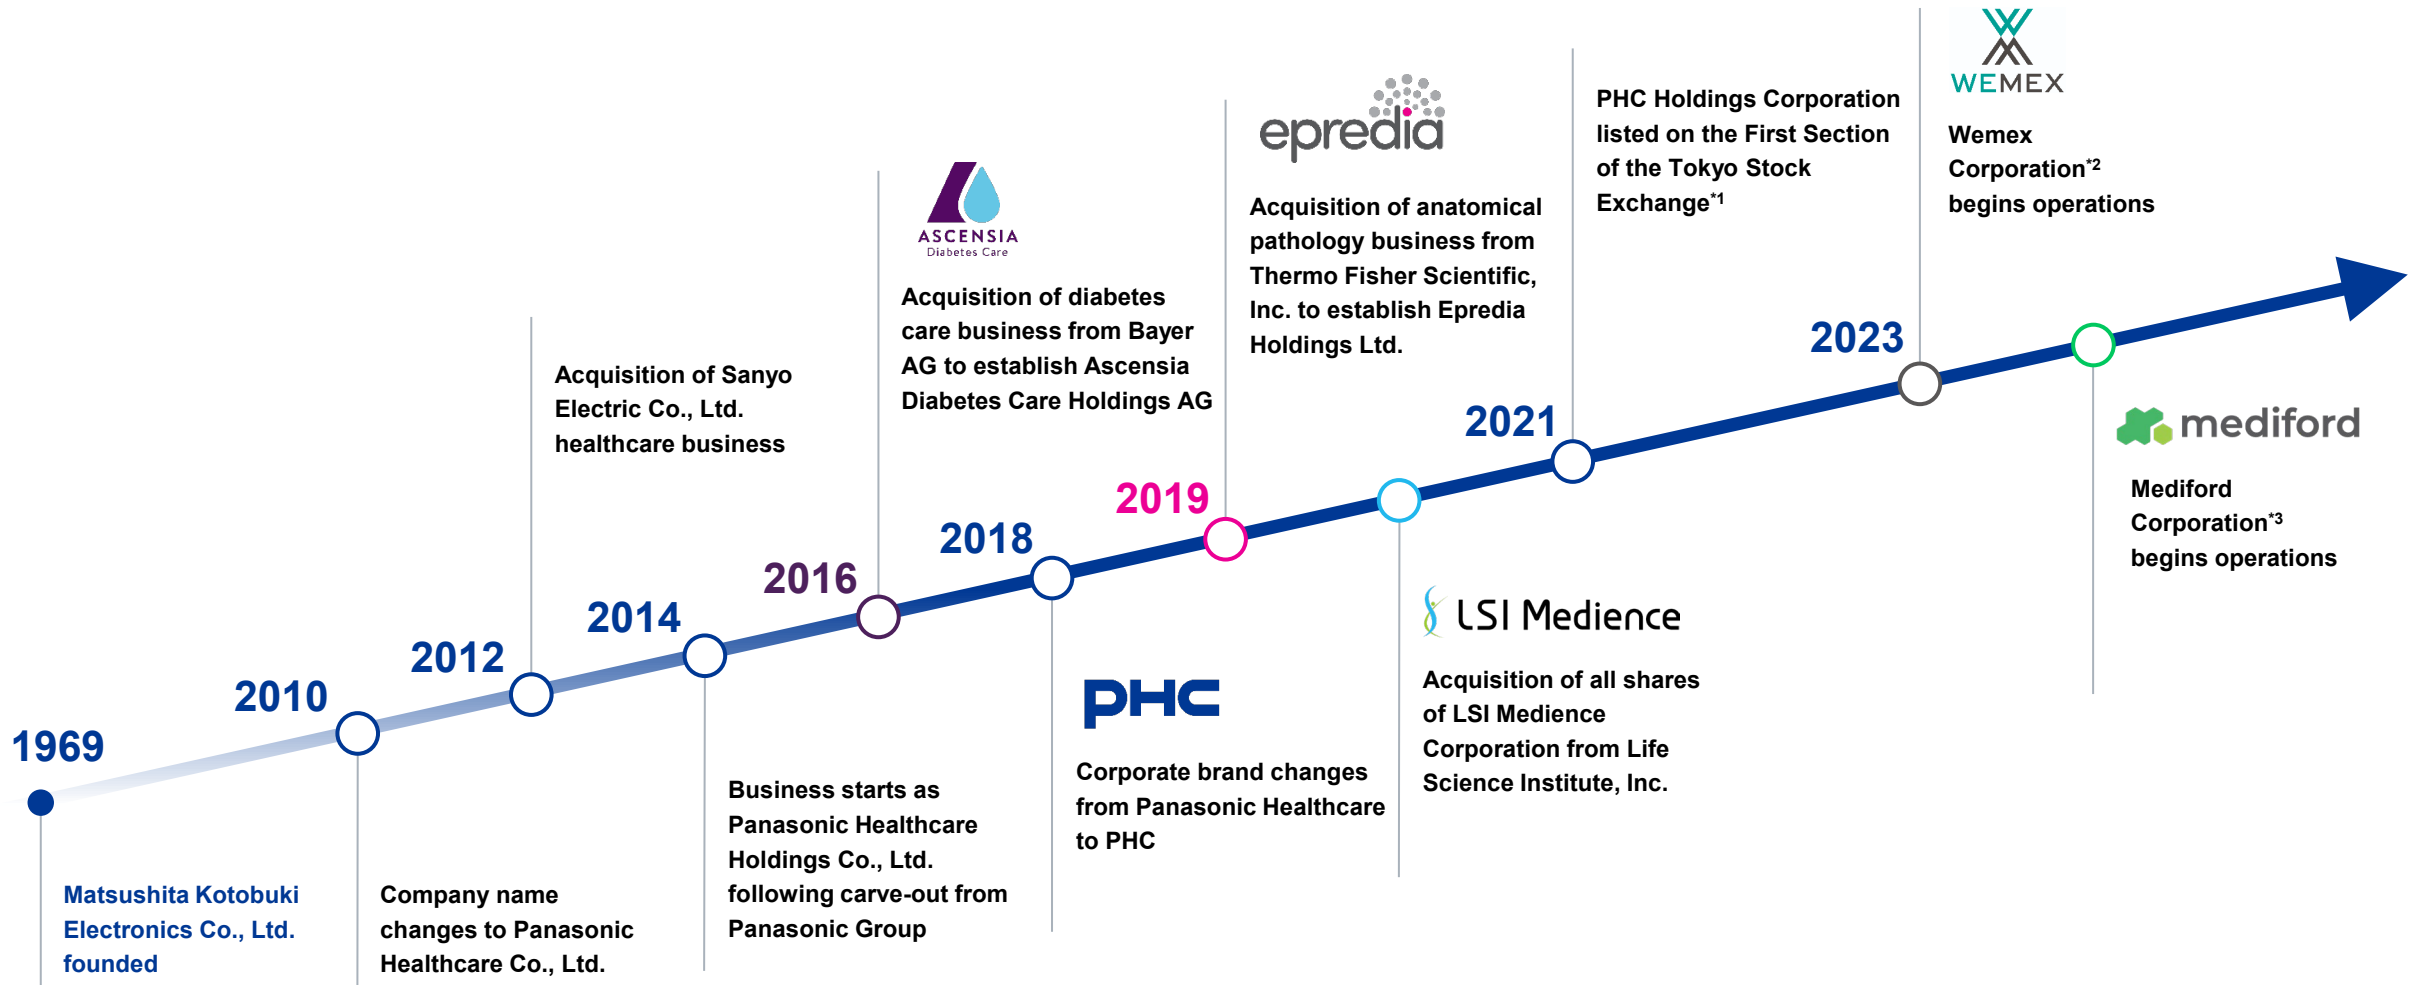 1969
Matsushita Kotobuki
Electronics Co., Ltd.
founded
2010
Company name
changes to Panasonic
Healthcare Co., Ltd.
2012
Acquisition of Sanyo
Electric Co., Ltd.
healthcare business
2014
Business starts as
Panasonic Healthcare
Holdings Co., Ltd.
following carve-out from
Panasonic Group
2016
ASCENSIA
Diabetes Care
Acquisition of diabetes
care business from Bayer
AG to establish Ascensia
Diabetes Care Holdings AG
2018
PHC
Corporate brand changes
from Panasonic Healthcare
to PHC
2019
epredia
Acquisition of anatomical
pathology business from
Thermo Fisher Scientific,
Inc. to establish Epredia
Holdings Ltd.
LSI Medience
Acquisition of all shares
of LSI Medience
Corporation from Life
Science Institute, Inc.
2021
PHC Holdings Corporation
listed on the First Section
of the Tokyo Stock
Exchange*1
2023
WEMEX
Wemex
Corporation*2
begins operations
mediford
Mediford
Corporation*3
begins operations